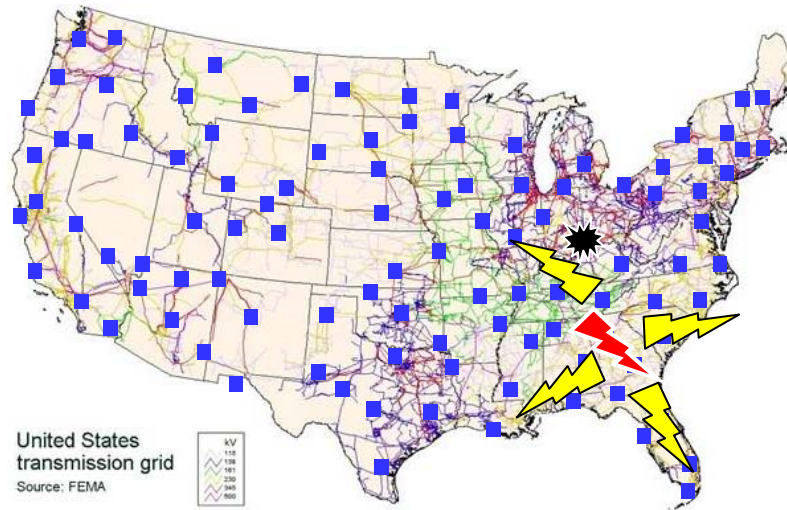 United States
transmission grid
Source: FEMA
kV
115
138
161
230
345
500